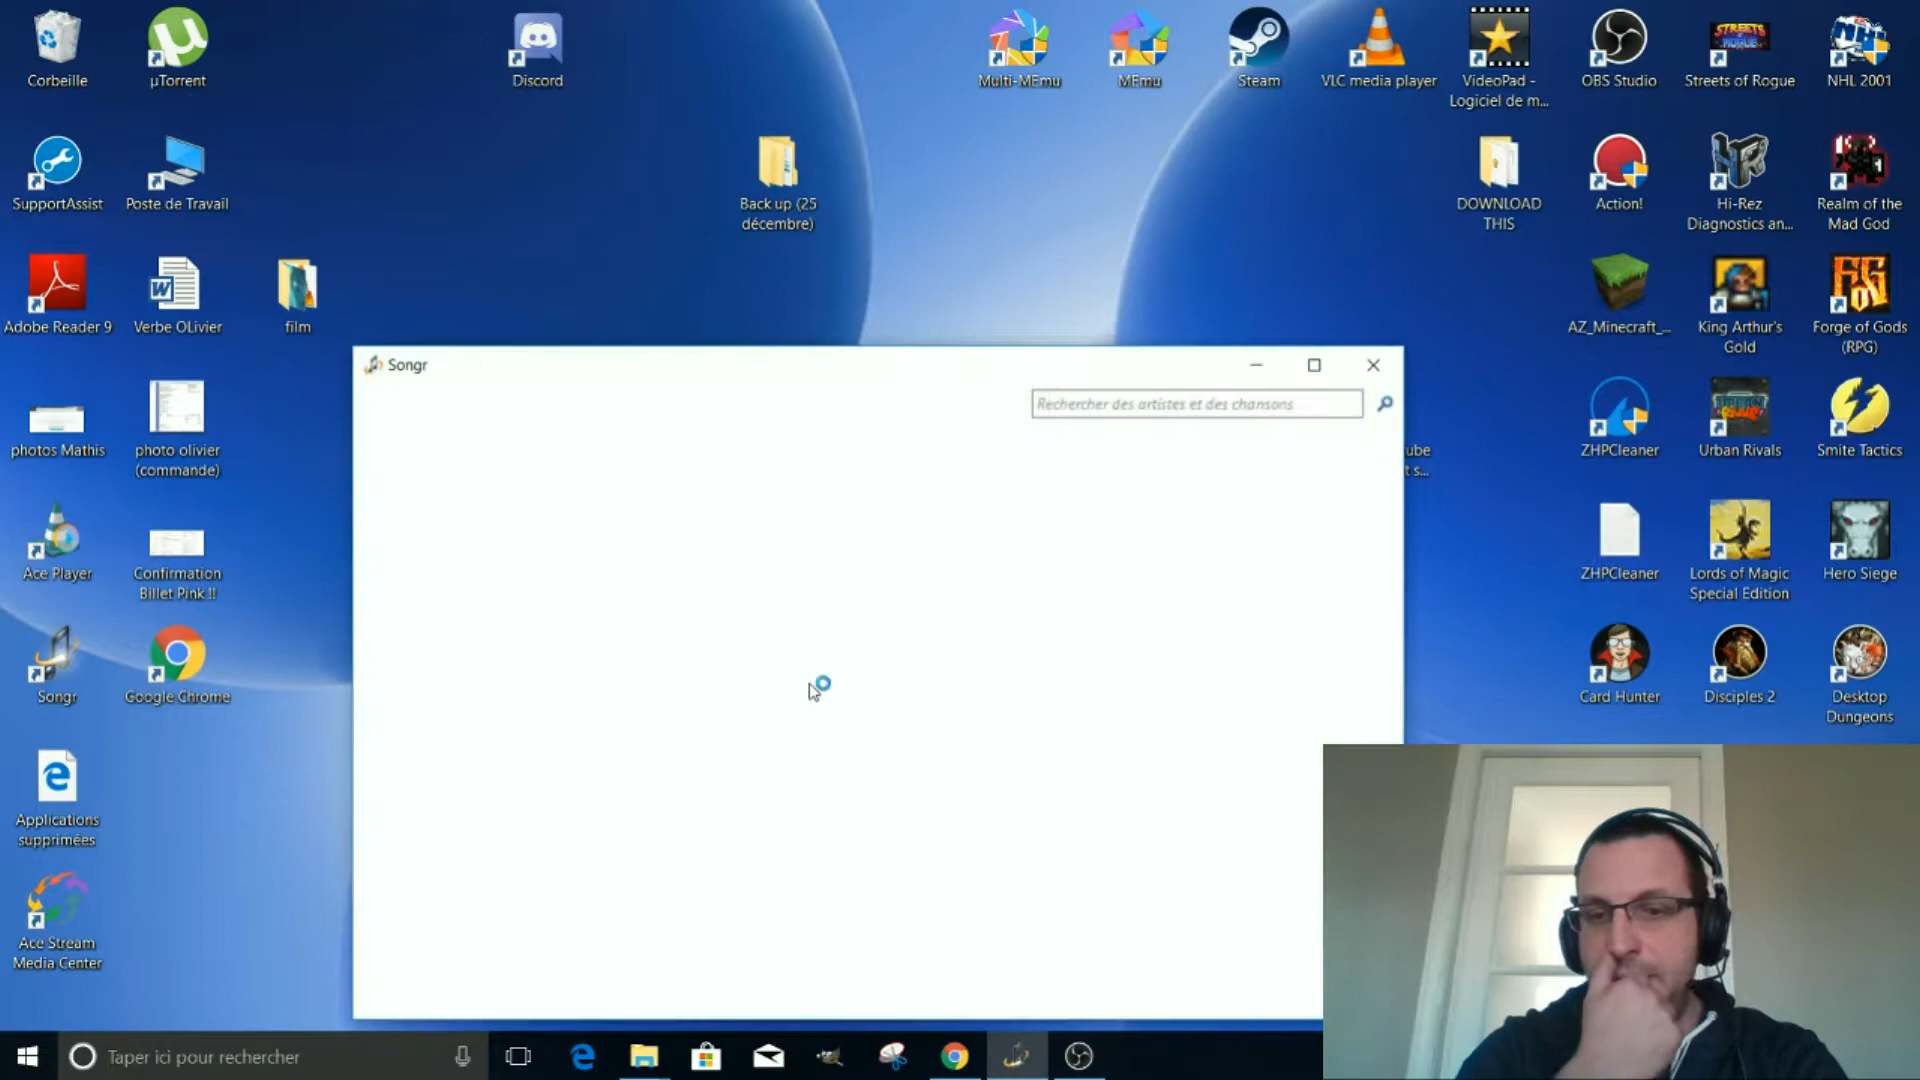 Corbeille
µTorrent
Discord
Multi-MEmu
MEmu
Steam
VLC media player
VideoPad -
Logiciel de m...
OBS Studio
Streets of Rogue
NHL 2001
SupportAssist
Poste de Travail
Back up (25
décembre)
DOWNLOAD
THIS
Action!
Hi-Rez
Diagnostics an...
Realm of the
Mad God
Adobe Reader 9
Verbe OLivier
film
AZ_Minecraft_...
King Arthur's
Gold
Forge of Gods
(RPG)
Songr
Rechercher des artistes et des chansons
photos Mathis
photo olivier
(commande)
ube
t s...
ZHPCleaner
Urban Rivals
Smite Tactics
Ace Player
Confirmation
Billet Pink !!
ZHPCleaner
Lords of Magic
Special Edition
Hero Siege
Songr
Google Chrome
Card Hunter
Disciples 2
Desktop
Dungeons
Applications
supprimées
Ace Stream
Media Center
Taper ici pour rechercher